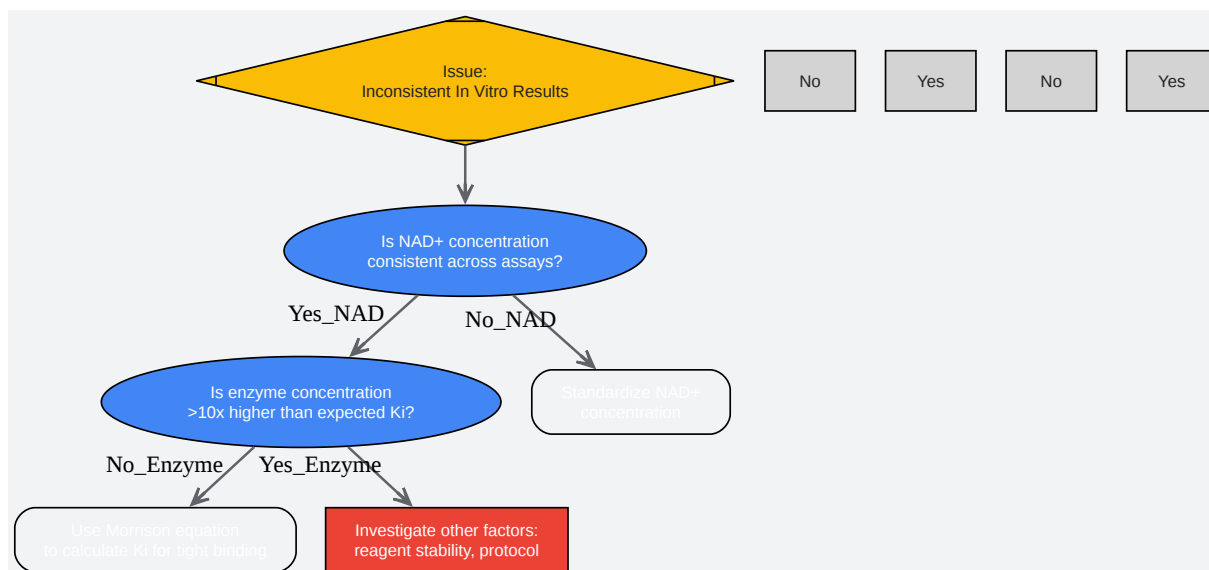 Issue:
Inconsistent In Vitro Results
No
Yes
No
Yes
Is NAD+ concentration
consistent across assays?
Yes_NAD
No_NAD
Is enzyme concentration
>10x higher than expected Ki?
Standardize NAD+
concentration
No_Enzyme
Yes_Enzyme
Use Morrison equation
to calculate Ki for tight binding
Investigate other factors:
reagent stability, protocol